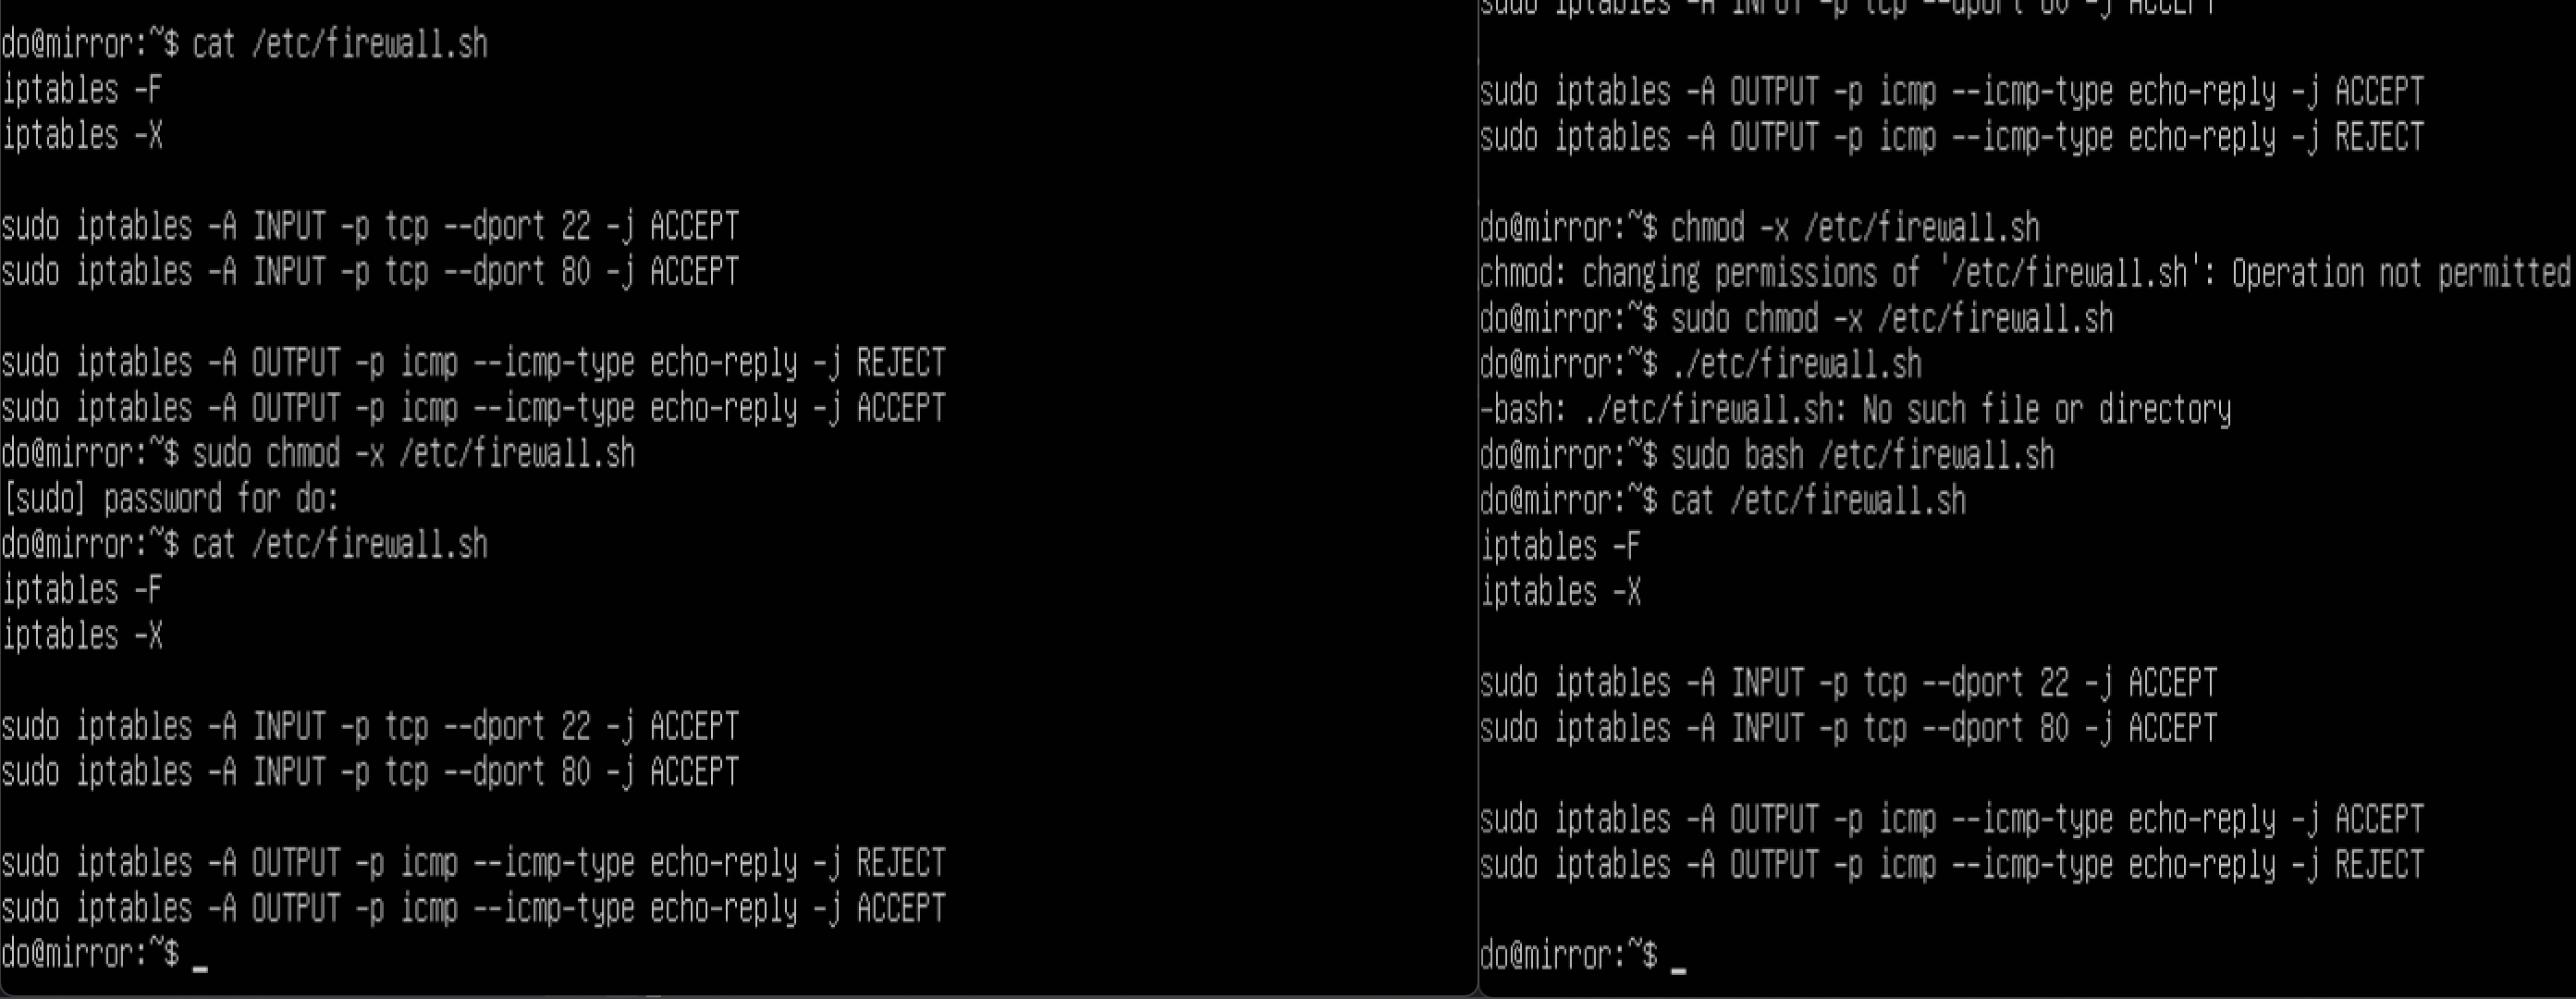 do@mirror:~$ cat /etc/firewall.sh
iptables -F
iptables -X
sudo iptables -A INPUT -p tcp --dport 22 -j ACCEPT
sudo iptables -A INPUT -p tcp --dport 80 -j ACCEPT
sudo iptables -A OUTPUT -p icmp --icmp-type echo-reply -j REJECT
sudo iptables -A OUTPUT -p icmp --icmp-type echo-reply -j ACCEPT
do@mirror:~$ sudo chmod -x /etc/firewall.sh
[sudo] password for do:
do@mirror:~$ cat /etc/firewall.sh
iptables -F
iptables -X
sudo iptables -A INPUT -p tcp --dport 22 -j ACCEPT
sudo iptables -A INPUT -p tcp --dport 80 -j ACCEPT
sudo iptables -A OUTPUT -p icmp --icmp-type echo-reply -j REJECT
sudo iptables -A OUTPUT -p icmp --icmp-type echo-reply -j ACCEPT
do@mirror:~$ _
sudo iptables -A INPUT -p tcp --dport 80 -j ACCEPT
sudo iptables -A OUTPUT -p icmp --icmp-type echo-reply -j ACCEPT
sudo iptables -A OUTPUT -p icmp --icmp-type echo-reply -j REJECT
do@mirror:~$ chmod -x /etc/firewall.sh
chmod: changing permissions of '/etc/firewall.sh': Operation not permitted
do@mirror:~$ sudo chmod -x /etc/firewall.sh
do@mirror:~$ ./etc/firewall.sh
-bash: ./etc/firewall.sh: No such file or directory
do@mirror:~$ sudo bash /etc/firewall.sh
do@mirror:~$ cat /etc/firewall.sh
iptables -F
iptables -X
sudo iptables -A INPUT -p tcp --dport 22 -j ACCEPT
sudo iptables -A INPUT -p tcp --dport 80 -j ACCEPT
sudo iptables -A OUTPUT -p icmp --icmp-type echo-reply -j ACCEPT
sudo iptables -A OUTPUT -p icmp --icmp-type echo-reply -j REJECT
do@mirror:~$ _